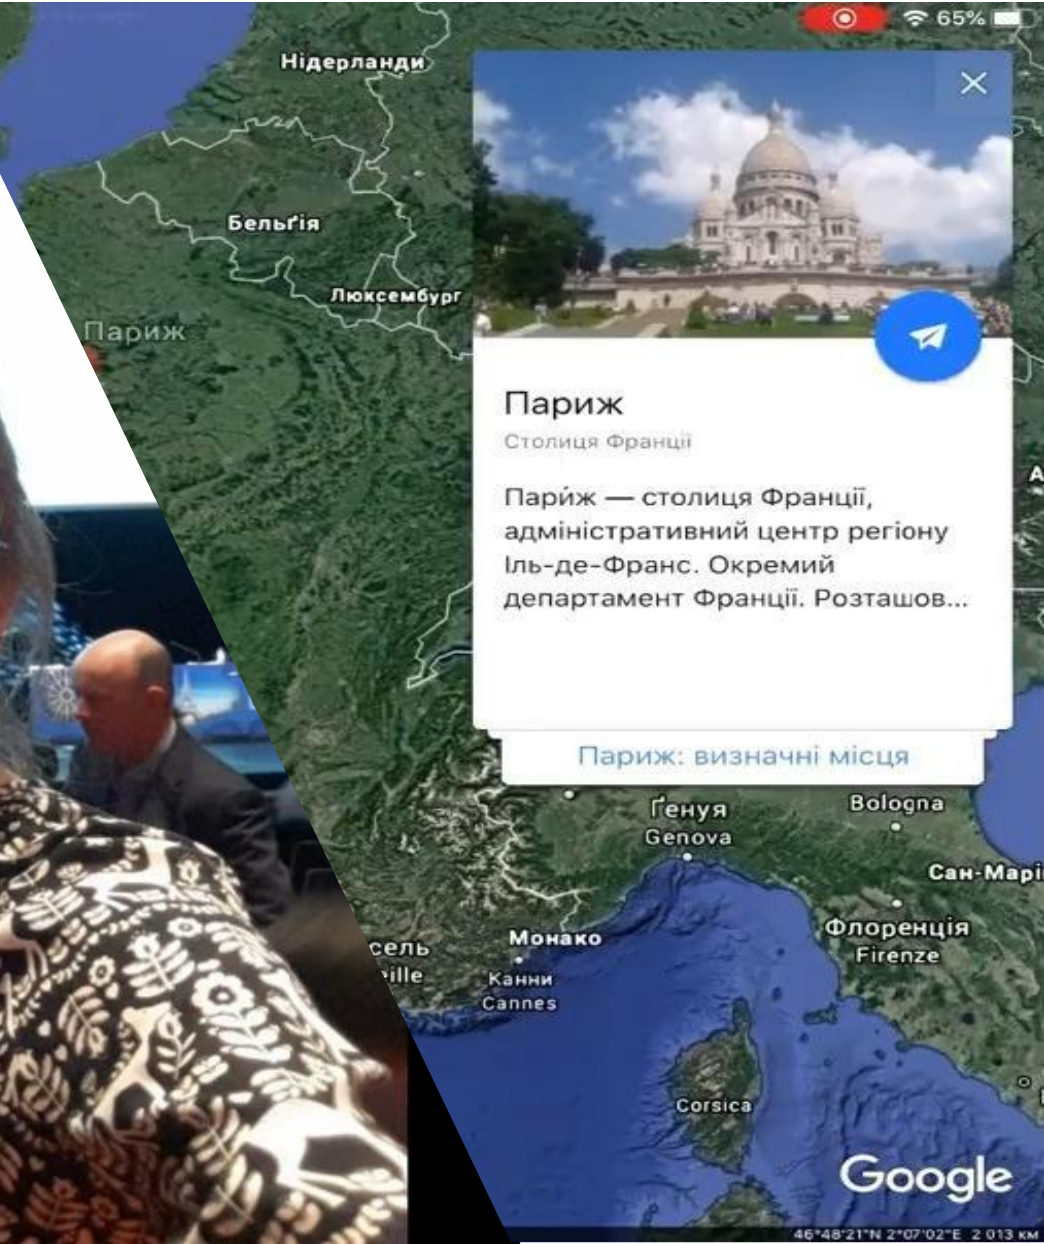 65%
Нідерланди
Бельґія
Люксембург
Париж
Париж
Столиця Франції
Пари́ж — столиця Франції,
адміністративний центр регіону
Іль-де-Франс. Окремий
департамент Франції. Розташов...
Париж: визначні місця
Ґенуя
Genova
Bologna
Сан-Марі
Флоренція
Firenze
сель
ille
Монако
Канни
Cannes
Corsica
Google
46°48'21"N 2°07'02"E 2 013 км